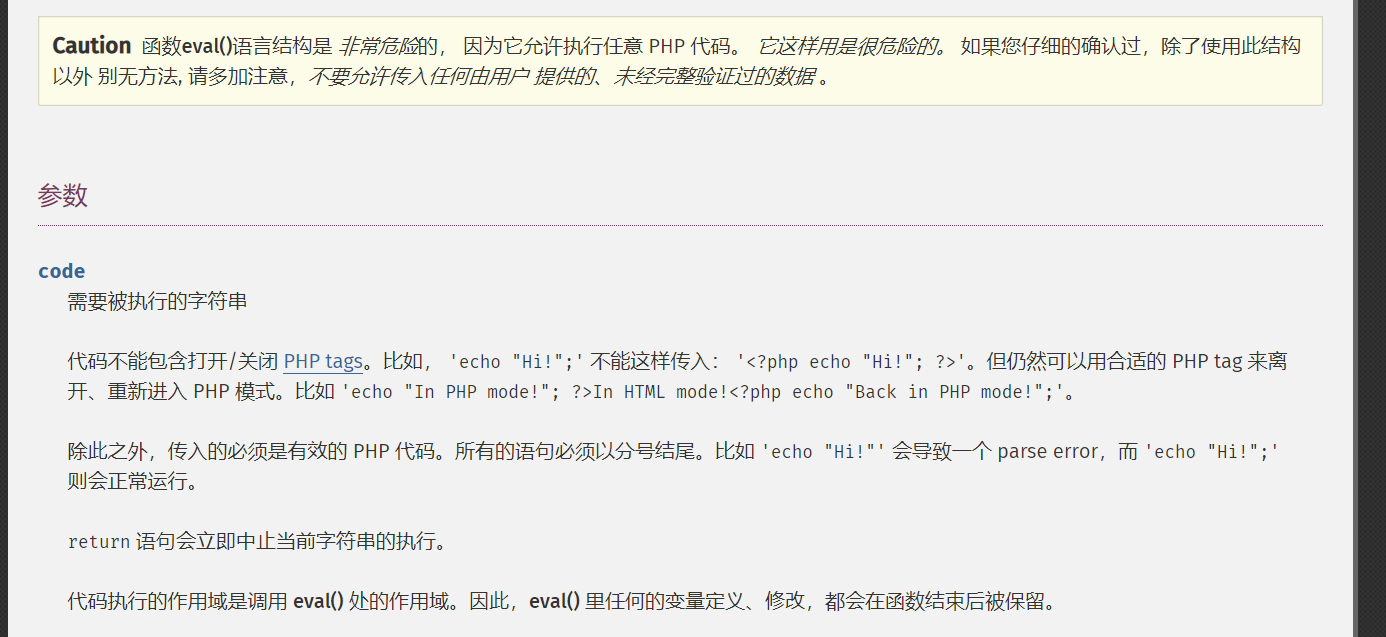 Caution 函数eval()语言结构是 非常危险的， 因为它允许执行任意 PHP 代码。 它这样用是很危险的。 如果您仔细的确认过，除了使用此结构
以外 别无方法, 请多加注意，不要允许传入任何由用户 提供的、未经完整验证过的数据 。
参数
code
需要被执行的字符串
代码不能包含打开/关闭 PHP tags。比如， 'echo "Hi!";' 不能这样传入： '<?php echo "Hi!"; ?>'。但仍然可以用合适的 PHP tag 来离
开、重新进入 PHP 模式。比如 'echo "In PHP mode!"; ?>In HTML mode!<?php echo "Back in PHP mode!";'。
除此之外，传入的必须是有效的 PHP 代码。所有的语句必须以分号结尾。比如 'echo "Hi!"' 会导致一个 parse error，而 'echo "Hi!";'
则会正常运行。
return 语句会立即中止当前字符串的执行。
代码执行的作用域是调用 eval() 处的作用域。因此，eval() 里任何的变量定义、修改，都会在函数结束后被保留。